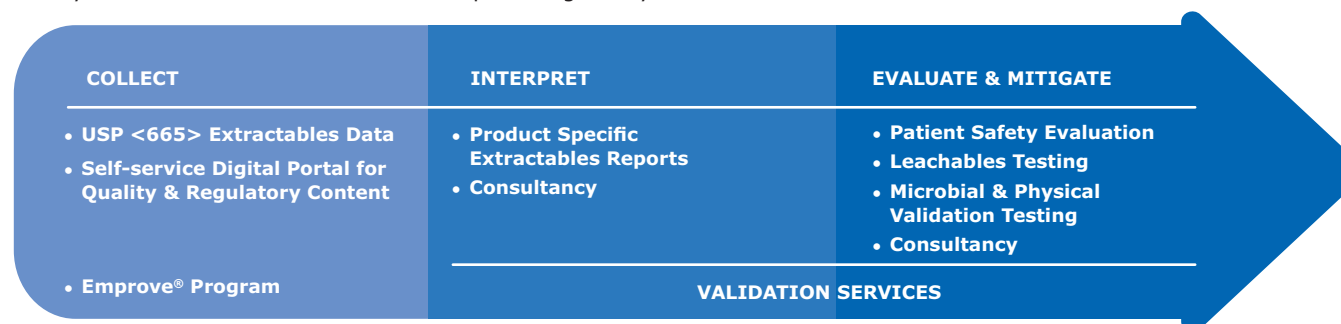 COLLECT
• USP <665> Extractables Data
• Self-service Digital Portal for
Quality & Regulatory Content
• Emprove® Program
INTERPRET
• Product Specific
Extractables Reports
• Consultancy
EVALUATE & MITIGATE
• Patient Safety Evaluation
• Leachables Testing
• Microbial & Physical
Validation Testing
• Consultancy
VALIDATION SERVICES